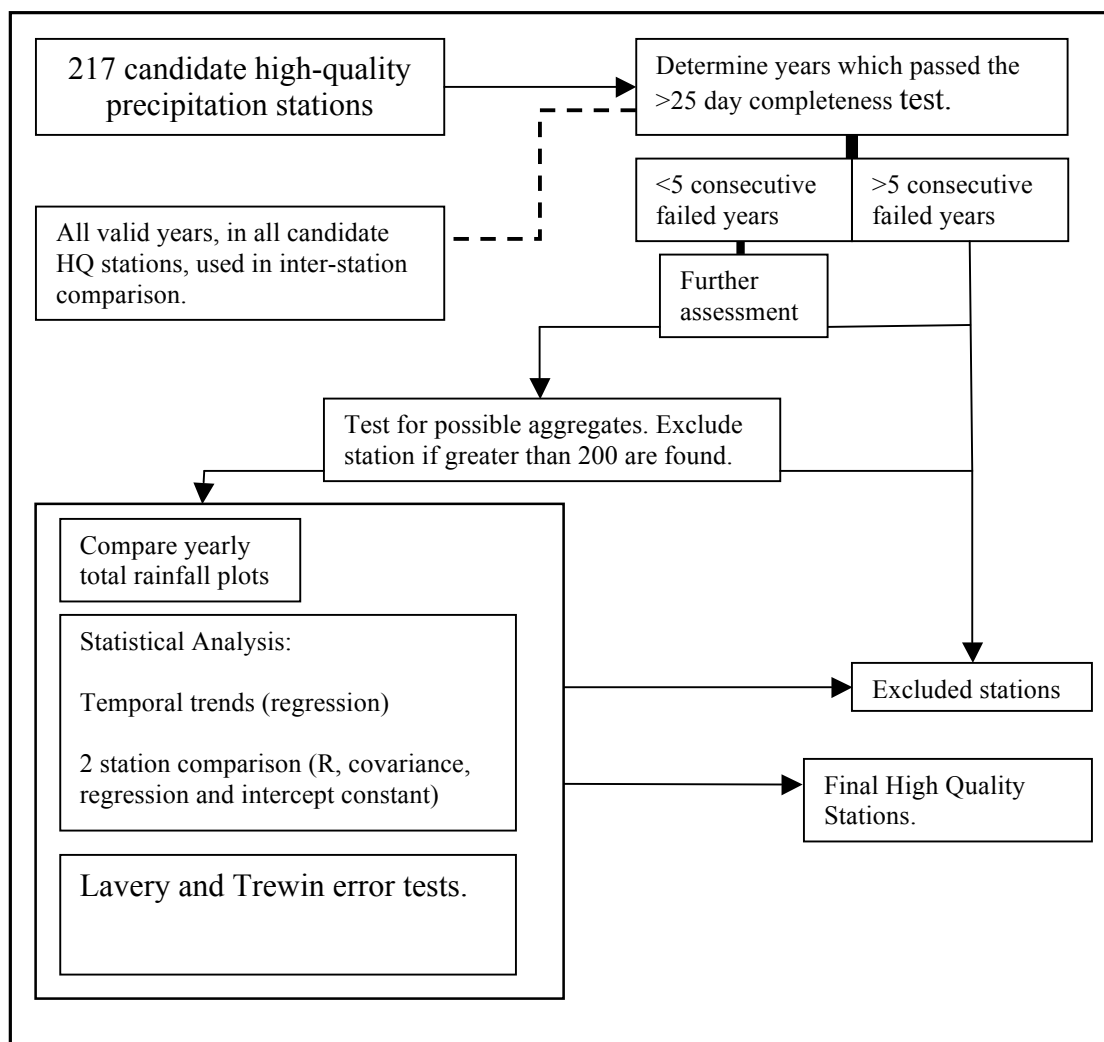 217 candidate high-quality
precipitation stations
Determine years which passed the
>25 day completeness test.
<5 consecutive
failed years
>5 consecutive
failed years
All valid years, in all candidate
HQ stations, used in inter-station
comparison.
Further
assessment
Test for possible aggregates. Exclude
station if greater than 200 are found.
Compare yearly
total rainfall plots
Statistical Analysis:
Temporal trends (regression)
2 station comparison (R, covariance,
regression and intercept constant)
Lavery and Trewin error tests.
Excluded stations
Final High Quality
Stations.